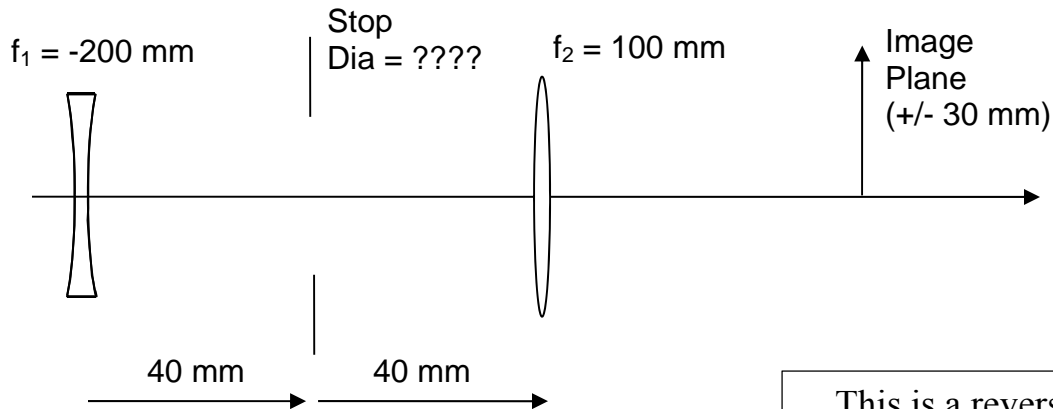 f₁ = -200 mm
Stop
Dia = ????
f₂ = 100 mm
Image
Plane
(+/- 30 mm)
40 mm
40 mm
This is a revers